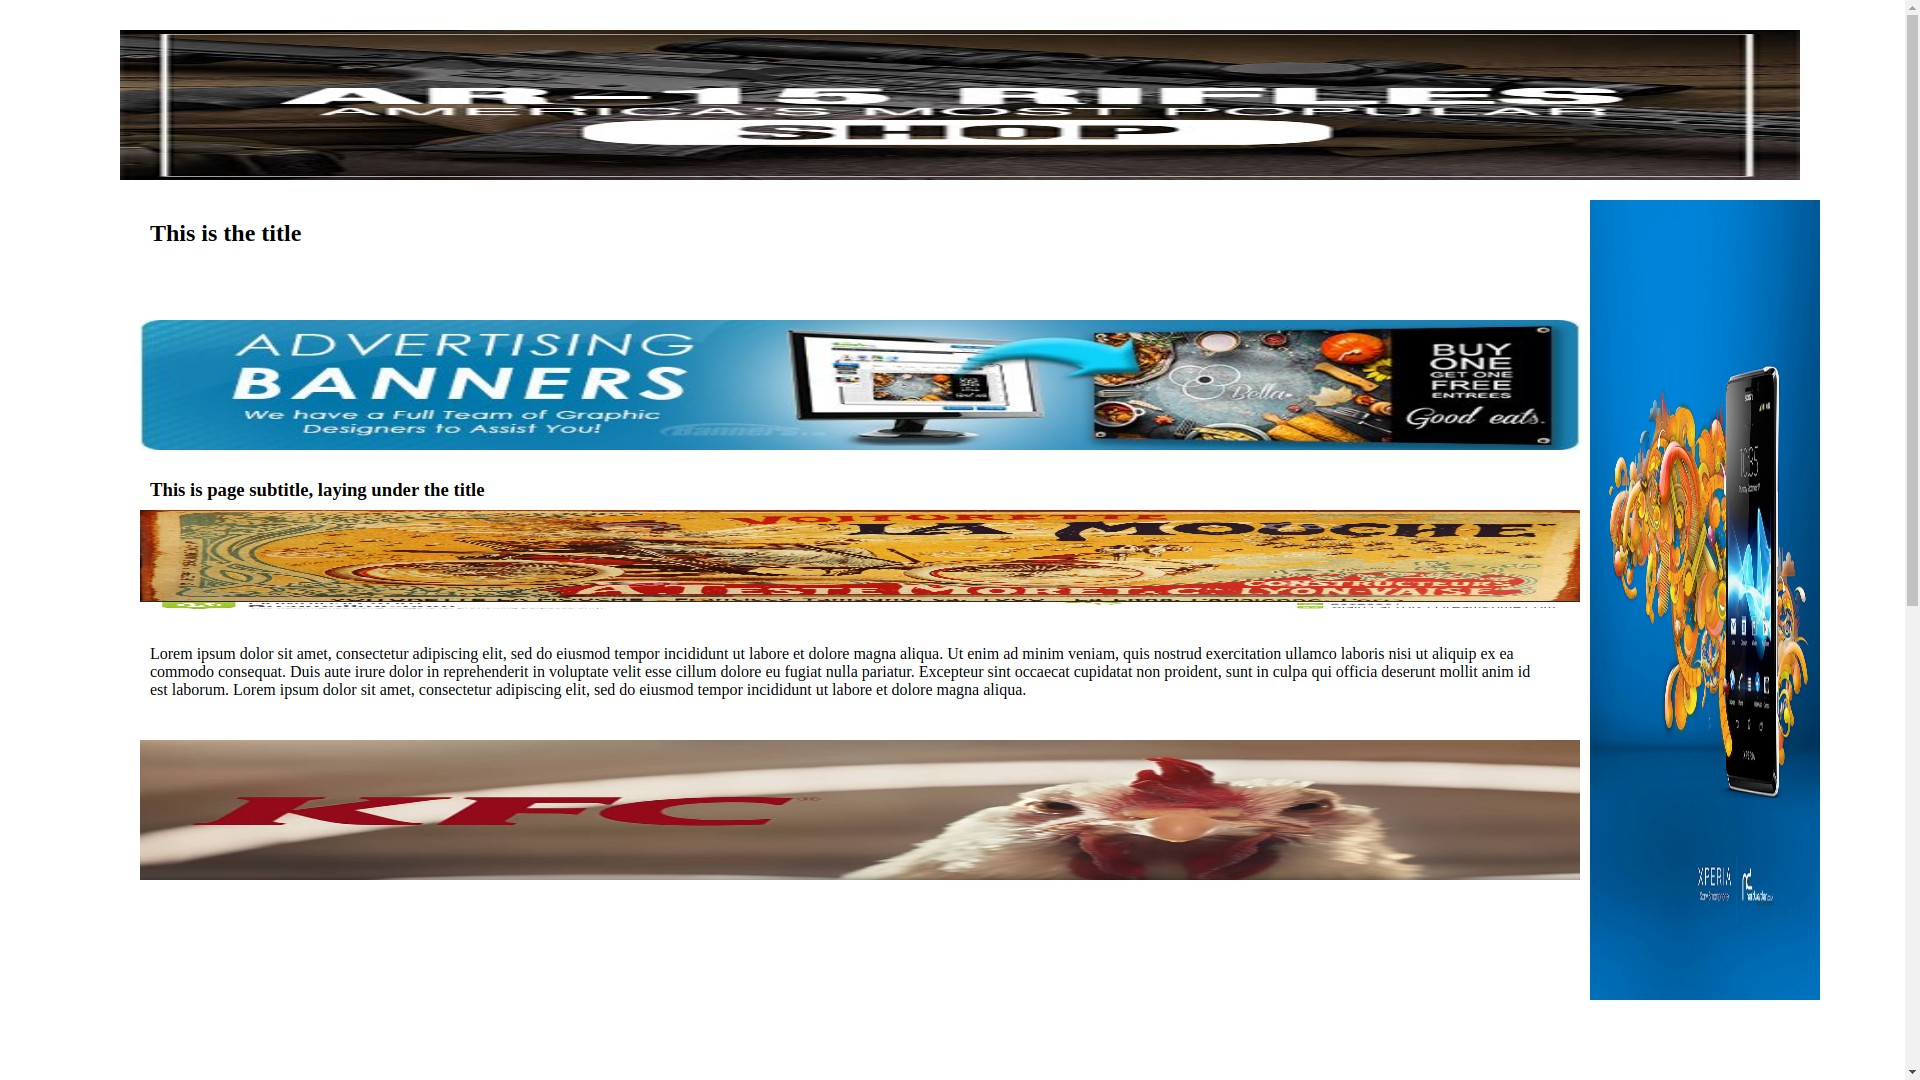 AR-15 RIFLES
AMERICA'S MOST POPULAR
SHOP
This is the title
ADVERTISING
BANNERS
We have a Full Team of Graphic
Designers to Assist You!
Bella
BUY
ONE
GET ONE
FREE
ENTREES
Good eats.
This is page subtitle, laying under the title
VOITURETTE
"LA MOUCHE"
CONSTRUCTEURS
A. TESTE MORET & C. LYON-VAISE
Lorem ipsum dolor sit amet, consectetur adipiscing elit, sed do eiusmod tempor incididunt ut labore et dolore magna aliqua. Ut enim ad minim veniam, quis nostrud exercitation ullamco laboris nisi ut aliquip ex ea
commodo consequat. Duis aute irure dolor in reprehenderit in voluptate velit esse cillum dolore eu fugiat nulla pariatur. Excepteur sint occaecat cupidatat non proident, sunt in culpa qui officia deserunt mollit anim id
est laborum. Lorem ipsum dolor sit amet, consectetur adipiscing elit, sed do eiusmod tempor incididunt ut labore et dolore magna aliqua.
KFC®
10:35
XPERIA
XPERIA
Sony Smartphone